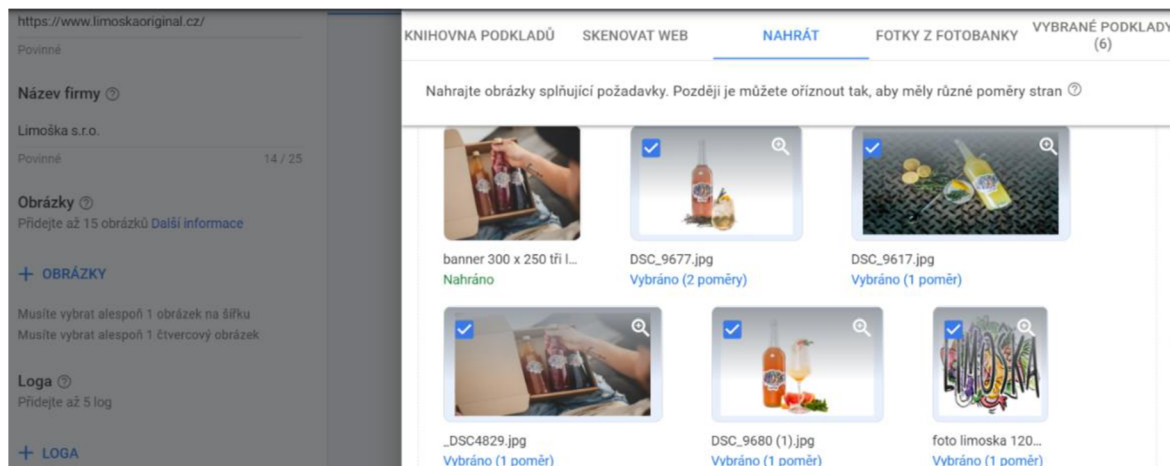 https://www.limoskaoriginal.cz/
Povinné
Název firmy
Limoška s.r.o.
Povinné
14 / 25
Obrázky
Přidejte až 15 obrázků Další informace
+ OBRÁZKY
Musíte vybrat alespoň 1 obrázek na šířku
Musíte vybrat alespoň 1 čtvercový obrázek
Loga
Přidejte až 5 log
+ LOGA
KNIHOVNA PODKLADŮ
SKENOVAT WEB
NAHRÁT
FOTKY Z FOTOBANKY
VYBRANÉ PODKLADY
(6)
Nahrajte obrázky splňující požadavky. Později je můžete oříznout tak, aby měly různé poměry stran
banner 300 x 250 tři l...
Nahráno
DSC_9677.jpg
Vybráno (2 poměry)
DSC_9617.jpg
Vybráno (1 poměr)
_DSC4829.jpg
Vybráno (1 poměr)
DSC_9680 (1).jpg
Vybráno (1 poměr)
LIMOSKA
foto limoska 120...
Vybráno (1 poměr)